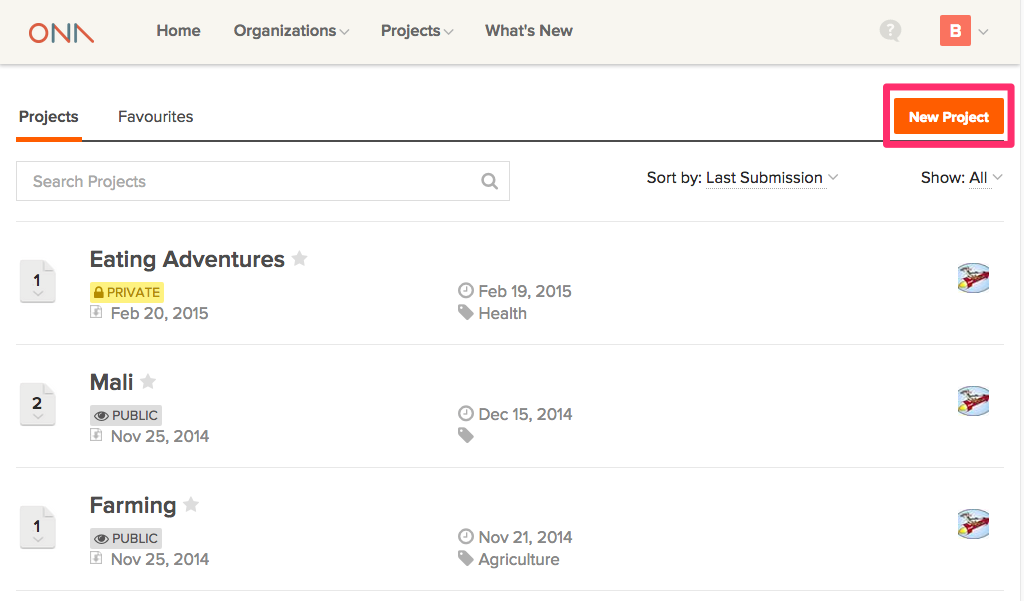 ONA Home Organizations Projects What's New ? B
Projects Favourites New Project
Search Projects Sort by: Last Submission Show: All
Eating Adventures
1
PRIVATE Feb 19, 2015
Feb 20, 2015 Health
Mali
2
PUBLIC Dec 15, 2014
Nov 25, 2014
Farming
1
PUBLIC Nov 21, 2014
Nov 25, 2014 Agriculture